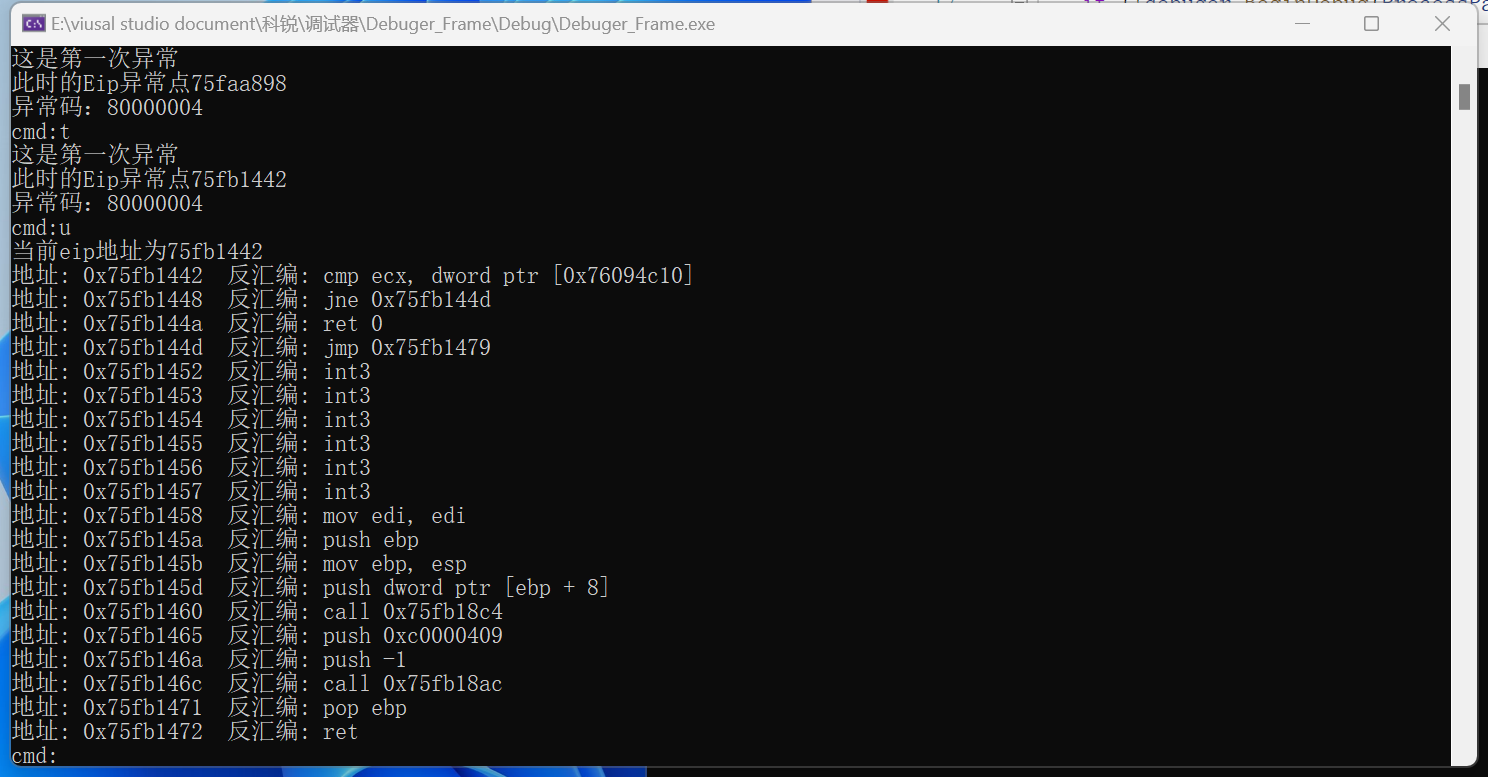 E:\viusal studio document\科锐\调试器\Debuger_Frame\Debug\Debuger_Frame.exe
这是第一次异常
此时的Eip异常点75faa898
异常码：80000004
cmd:t
这是第一次异常
此时的Eip异常点75fb1442
异常码：80000004
cmd:u
当前eip地址为75fb1442
地址: 0x75fb1442  反汇编: cmp ecx, dword ptr [0x76094c10]
地址: 0x75fb1448  反汇编: jne 0x75fb144d
地址: 0x75fb144a  反汇编: ret 0
地址: 0x75fb144d  反汇编: jmp 0x75fb1479
地址: 0x75fb1452  反汇编: int3
地址: 0x75fb1453  反汇编: int3
地址: 0x75fb1454  反汇编: int3
地址: 0x75fb1455  反汇编: int3
地址: 0x75fb1456  反汇编: int3
地址: 0x75fb1457  反汇编: int3
地址: 0x75fb1458  反汇编: mov edi, edi
地址: 0x75fb145a  反汇编: push ebp
地址: 0x75fb145b  反汇编: mov ebp, esp
地址: 0x75fb145d  反汇编: push dword ptr [ebp + 8]
地址: 0x75fb1460  反汇编: call 0x75fb18c4
地址: 0x75fb1465  反汇编: push 0xc0000409
地址: 0x75fb146a  反汇编: push -1
地址: 0x75fb146c  反汇编: call 0x75fb18ac
地址: 0x75fb1471  反汇编: pop ebp
地址: 0x75fb1472  反汇编: ret
cmd: